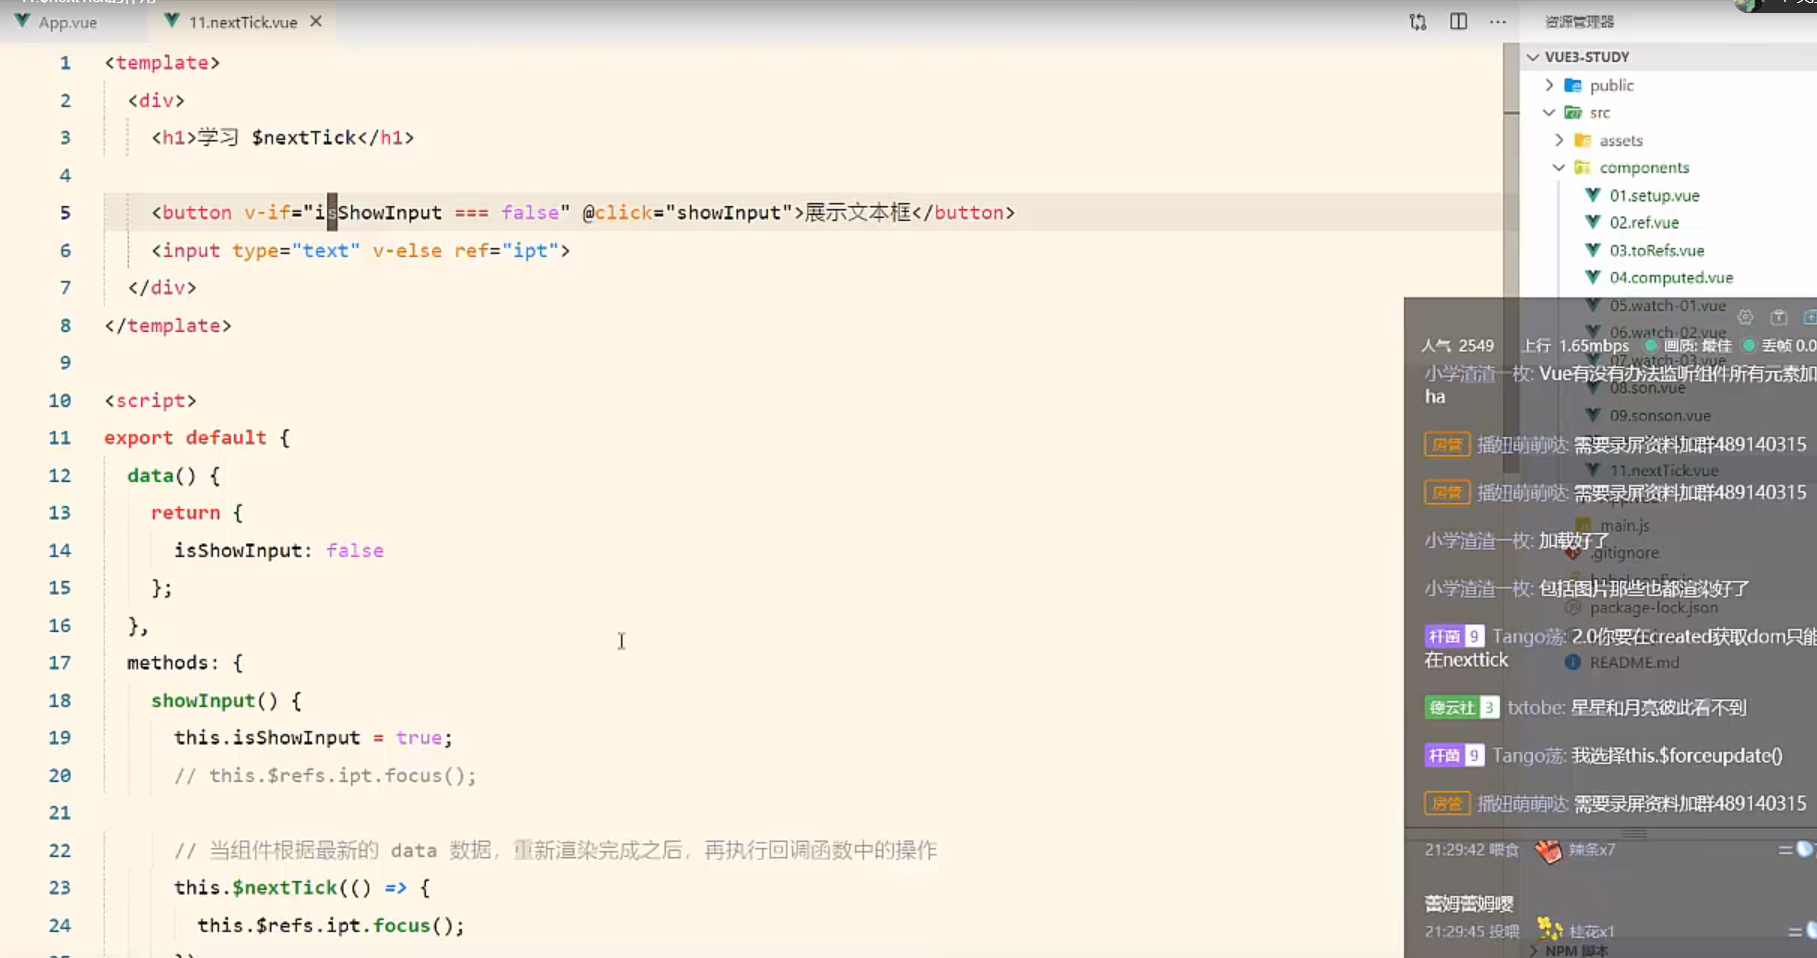 App.vue
11.nextTick.vue
1 <template>
2 <div>
3 <h1>学习 $nextTick</h1>
4
5 <button v-if="isShowInput === false" @click="showInput">展示文本框</button>
6 <input type="text" v-else ref="ipt">
7 </div>
8 </template>
9
10 <script>
11 export default {
12 data() {
13 return {
14 isShowInput: false
15 };
16 },
17 methods: {
18 showInput() {
19 this.isShowInput = true;
20 // this.$refs.ipt.focus();
21
22 // 当组件根据最新的 data 数据，重新渲染完成之后，再执行回调函数中的操作
23 this.$nextTick(() => {
24 this.$refs.ipt.focus();
资源管理器
VUE3-STUDY
public
src
assets
components
01.setup.vue
02.ref.vue
03.toRefs.vue
04.computed.vue
05.watch-01.vue
06.watch-02.vue
07.watch-03.vue
08.son.vue
09.sonson.vue
11.nextTick.vue
main.js
.gitignore
package-lock.json
README.md
NPM 脚本
人气 2549 上行 1.65mbps 画质: 最佳 丢帧 0.0
小学渣渣一枚: Vue有没有办法监听组件所有元素加
ha
房管 播妞萌萌哒: 需要录屏资料加群489140315
房管 播妞萌萌哒: 需要录屏资料加群489140315
小学渣渣一枚: 加载好了
小学渣渣一枚: 包括图片那些也都渲染好了
杆菌 9 Tango荡: 2.0你要在created获取dom只能
在nexttick
德云社 3 txtobe: 星星和月亮彼此看不到
杆菌 9 Tango荡: 我选择this.$forceupdate()
房管 播妞萌萌哒: 需要录屏资料加群489140315
21:29:42 喂食 辣条x7
蕾姆蕾姆嘤
21:29:45 投喂 桂花x1